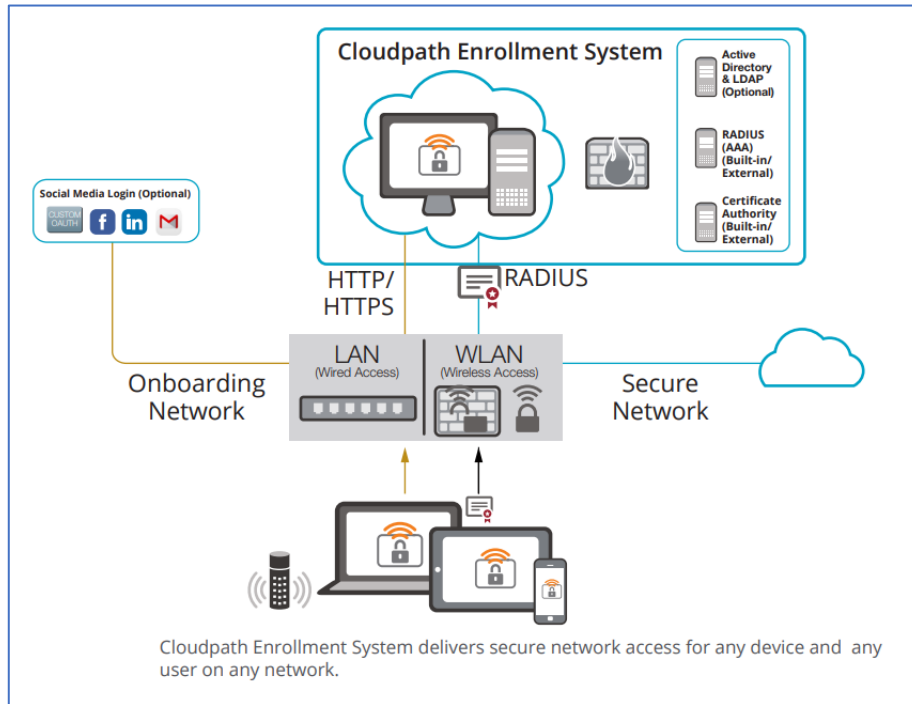 Cloudpath Enrollment System
Active
Directory
& LDAP
(Optional)
RADIUS
(AAA)
(Built-in/
External)
Certificate
Authority
(Built-in/
External)
Social Media Login (Optional)
CUSTOM
OAUTH
f
in
M
HTTP/
HTTPS
RADIUS
LAN
(Wired Access)
WLAN
(Wireless Access)
Onboarding
Network
Secure
Network
Cloudpath Enrollment System delivers secure network access for any device and any
user on any network.